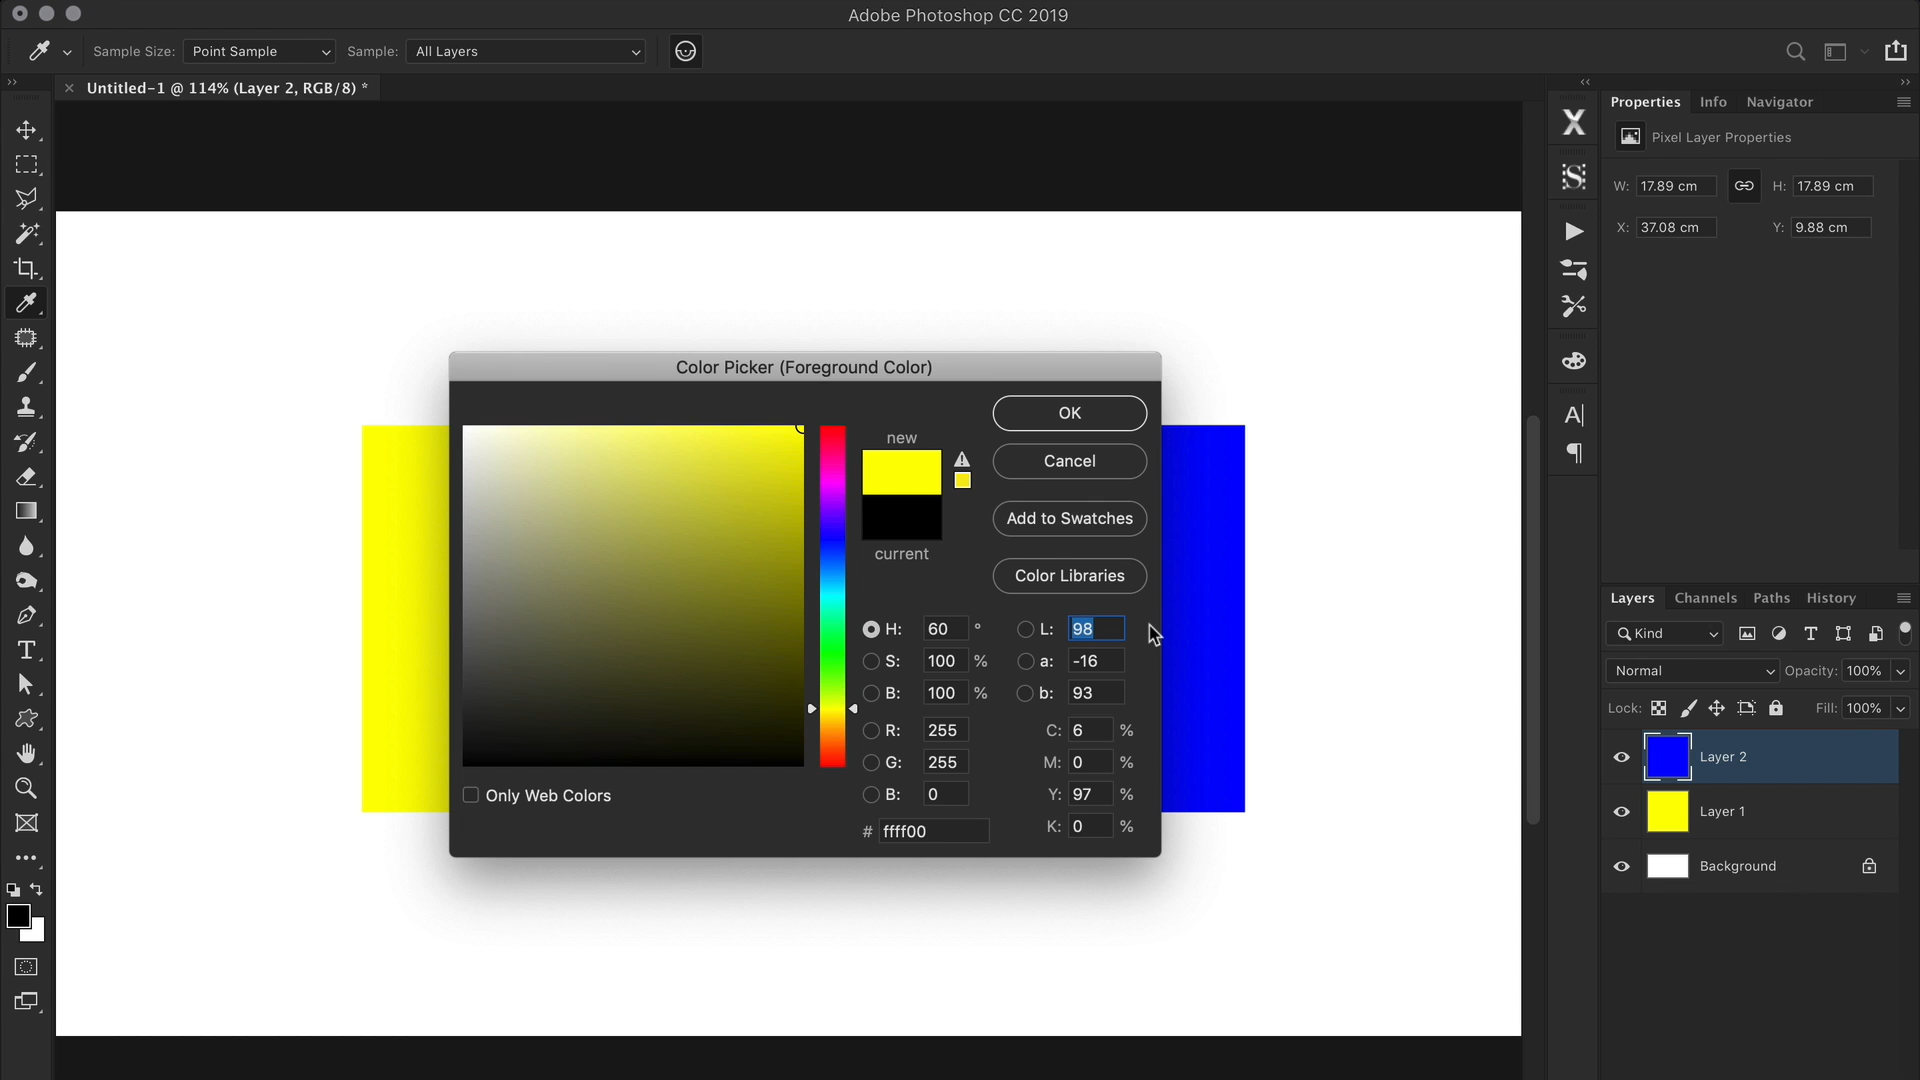 Adobe Photoshop CC 2019
Sample Size: Point Sample Sample: All Layers
Untitled-1 @ 114% (Layer 2, RGB/8) *
Properties Info Navigator
Pixel Layer Properties
W: 17.89 cm H: 17.89 cm
X: 37.08 cm Y: 9.88 cm
Color Picker (Foreground Color)
new
current
OK
Cancel
Add to Swatches
Color Libraries
H: 60 ° L: 98
S: 100 % a: -16
B: 100 % b: 93
R: 255 C: 6 %
G: 255 M: 0 %
B: 0 Y: 97 %
# ffff00 K: 0 %
Only Web Colors
Layers Channels Paths History
Kind
Normal Opacity: 100%
Lock: Fill: 100%
Layer 2
Layer 1
Background